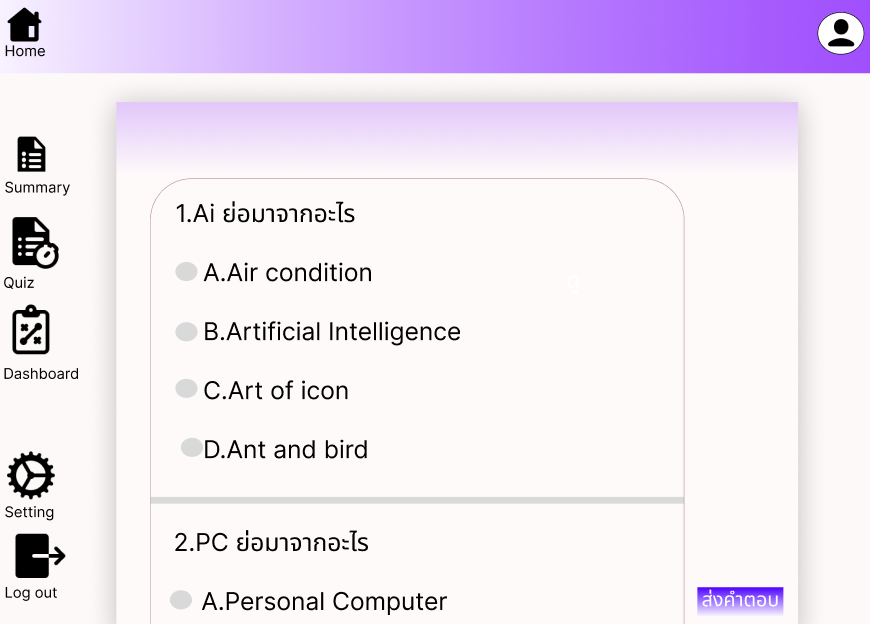 Home
Summary
Quiz
Dashboard
Setting
Log out
1.Ai ย่อมาจากอะไร
A.Air condition
B.Artificial Intelligence
C.Art of icon
D.Ant and bird
2.PC ย่อมาจากอะไร
A.Personal Computer
ส่งคำตอบ